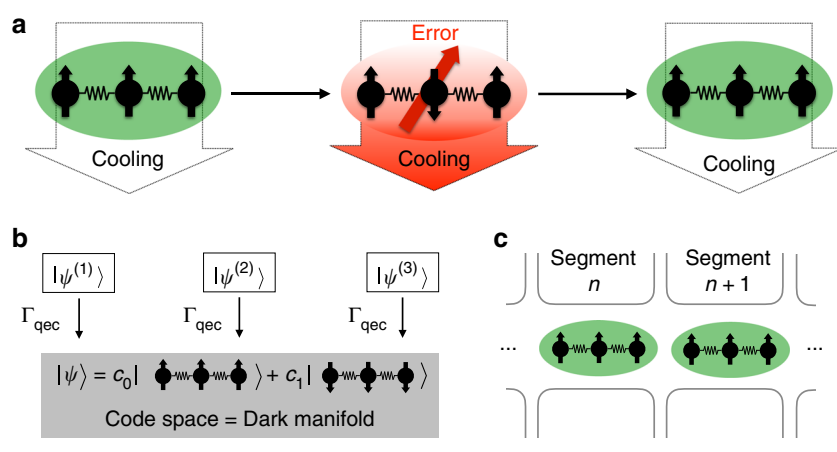 a
Error
Cooling
Cooling
Cooling
b
|ψ⁽¹⁾⟩ |ψ⁽²⁾⟩ |ψ⁽³⁾⟩
Γqec Γqec Γqec
|ψ⟩ = c₀| ⟩ + c₁| ⟩
Code space = Dark manifold
c
Segment
n
Segment
n + 1
... ...